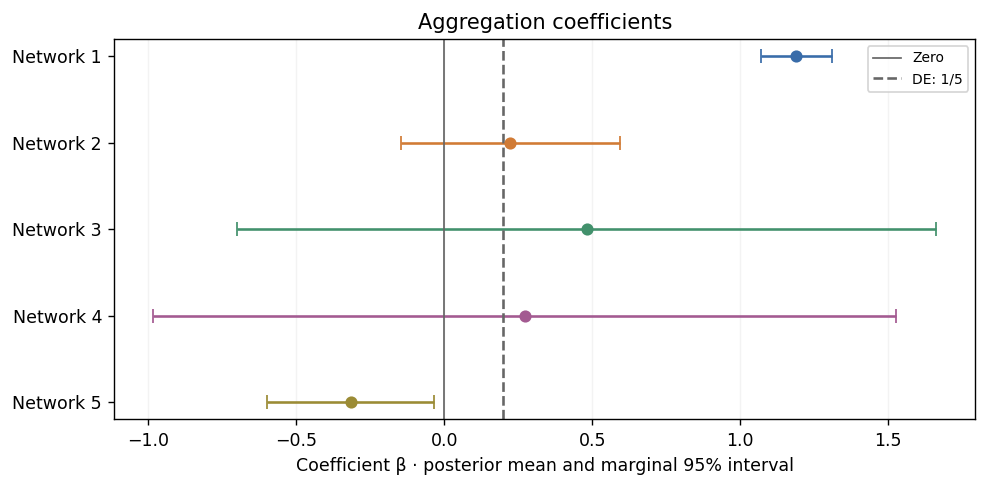 Aggregation coefficients
Network 1
Network 2
Network 3
Network 4
Network 5
Zero
DE: 1/5
−1.0 −0.5 0.0 0.5 1.0 1.5
Coefficient β · posterior mean and marginal 95% interval